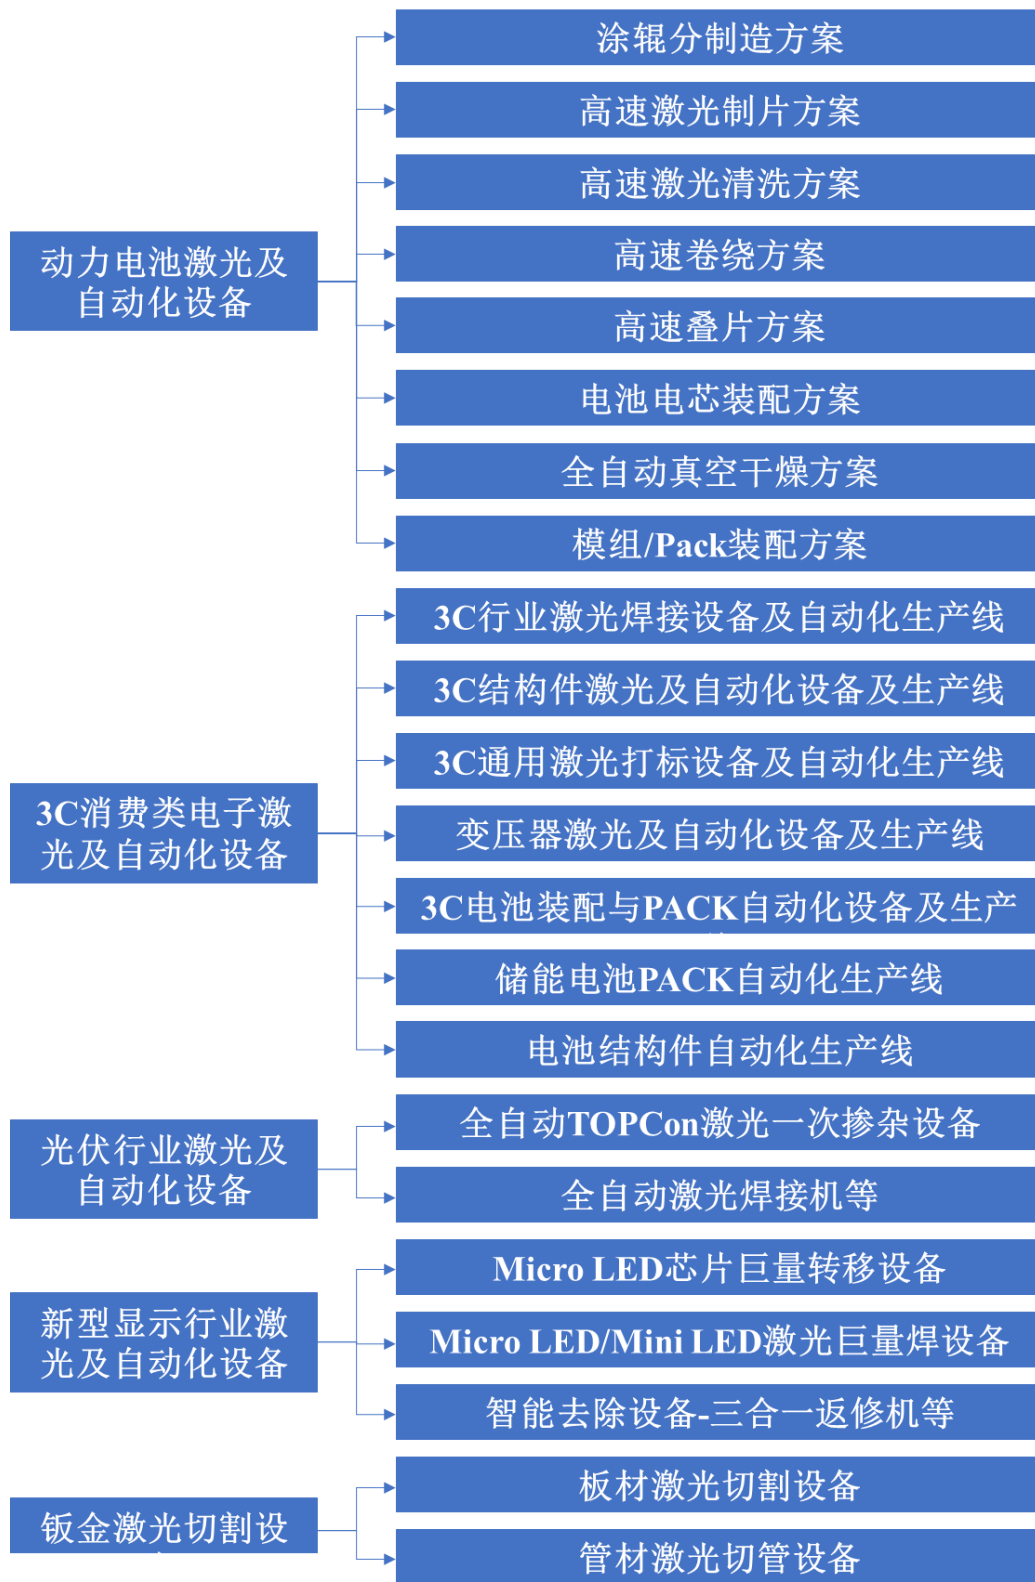 涂辊分制造方案
高速激光制片方案
高速激光清洗方案
动力电池激光及
自动化设备
高速卷绕方案
高速叠片方案
电池电芯装配方案
全自动真空干燥方案
模组/Pack装配方案
3C行业激光焊接设备及自动化生产线
3C结构件激光及自动化设备及生产线
3C通用激光打标设备及自动化生产线
3C消费类电子激
光及自动化设备
变压器激光及自动化设备及生产线
3C电池装配与PACK自动化设备及生产
储能电池PACK自动化生产线
电池结构件自动化生产线
光伏行业激光及
自动化设备
全自动TOPCon激光一次掺杂设备
全自动激光焊接机等
新型显示行业激
光及自动化设备
Micro LED芯片巨量转移设备
Micro LED/Mini LED激光巨量焊设备
智能去除设备-三合一返修机等
钣金激光切割设
板材激光切割设备
管材激光切管设备